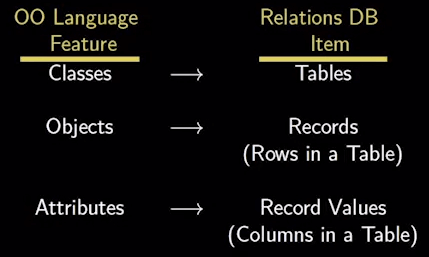 OO Language Relations DB
Feature Item
Classes → Tables
Objects → Records
(Rows in a Table)
Attributes → Record Values
(Columns in a Table)